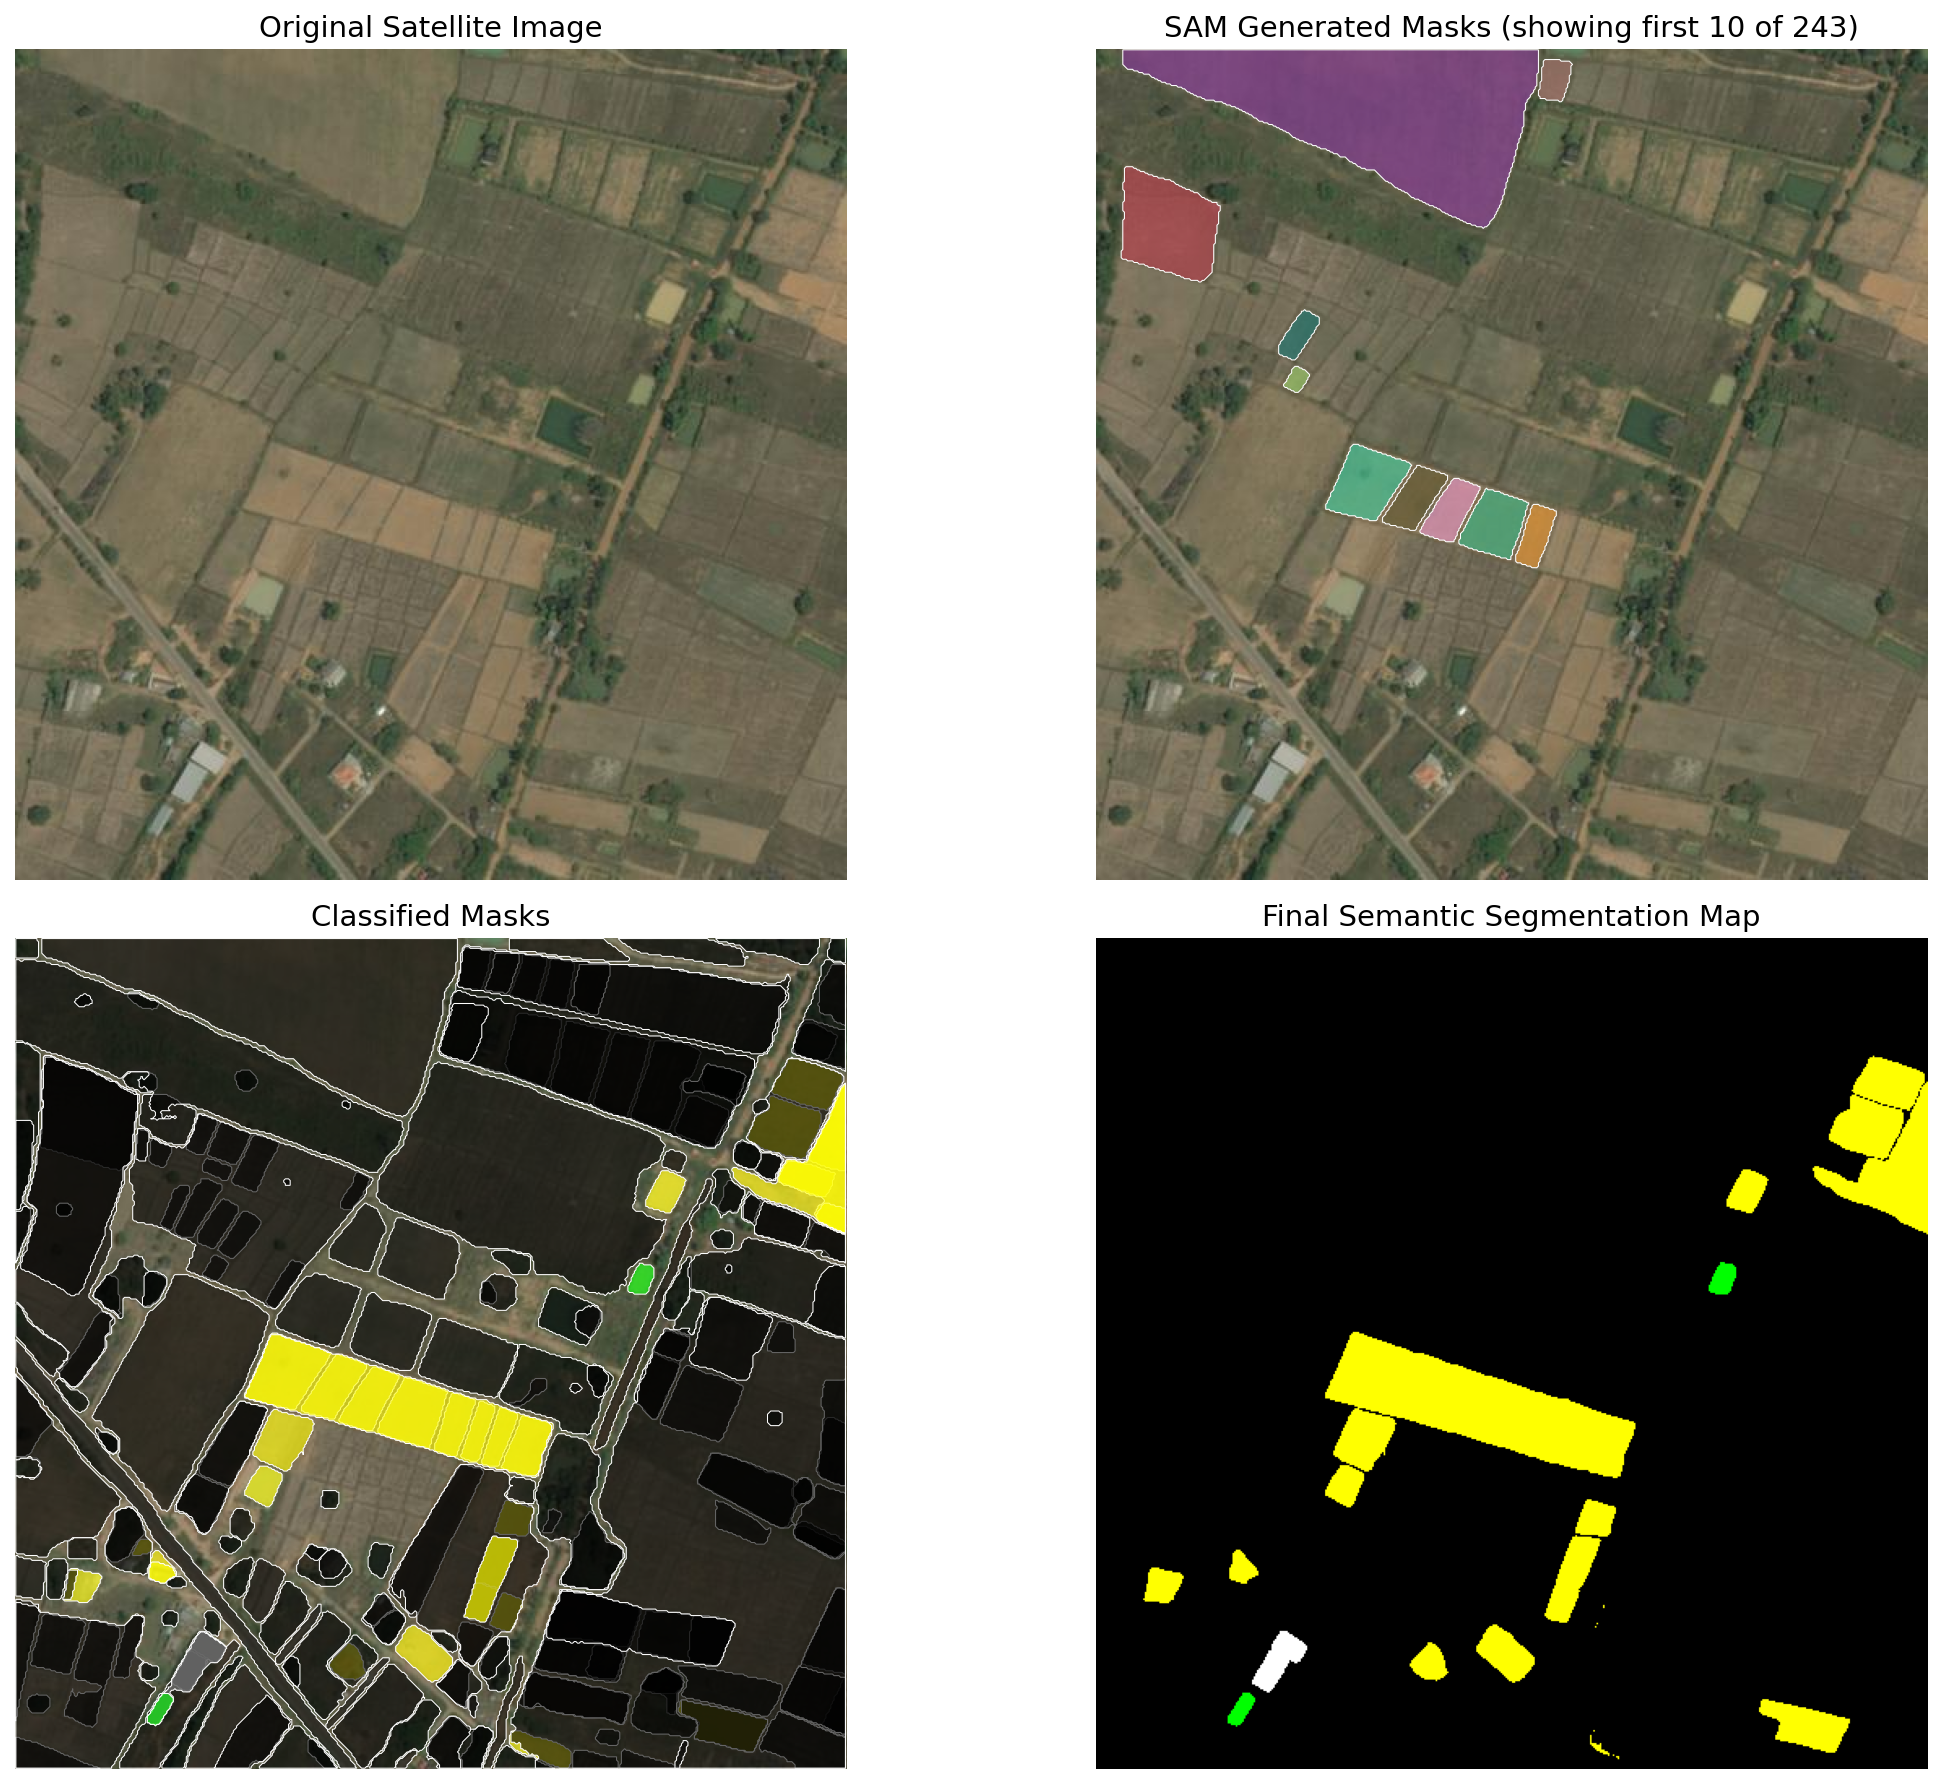 Original Satellite Image
SAM Generated Masks (showing first 10 of 243)
Classified Masks
Final Semantic Segmentation Map